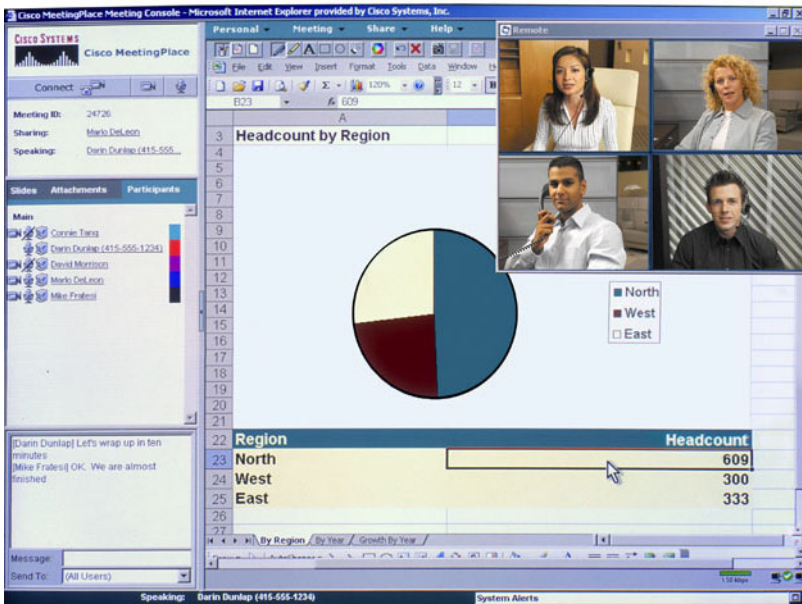 Cisco MeetingPlace Meeting Console - Microsoft Internet Explorer provided by Cisco Systems, Inc.
CISCO SYSTEMS
Cisco MeetingPlace
Connect
Meeting ID: 24726
Sharing: Mario DeLeon
Speaking: Darin Dunlap (415-555...
Slides Attachments Participants
Main
Connie Tang
Darin Dunlap (415-555-1234)
David Morrison
Mario DeLeon
Mike Fratesi
[Darin Dunlap] Let's wrap up in ten
minutes
[Mike Fratesi] OK. We are almost
finished
Message:
Send To: (All Users)
Personal Meeting Share Help
File Edit View Insert Format Tools Data Window
120% 12 B
B23 fx 609
A
3 Headcount by Region
4
5
6
7
8
9
10
11
12
13
14
15
16
17
18
19
20
21
22 Region Headcount
23 North 609
24 West 300
25 East 333
26
27
North
West
East
By Region / By Year / Growth By Year /
Remote
Speaking: Darin Dunlap (415-555-1234)
System Alerts